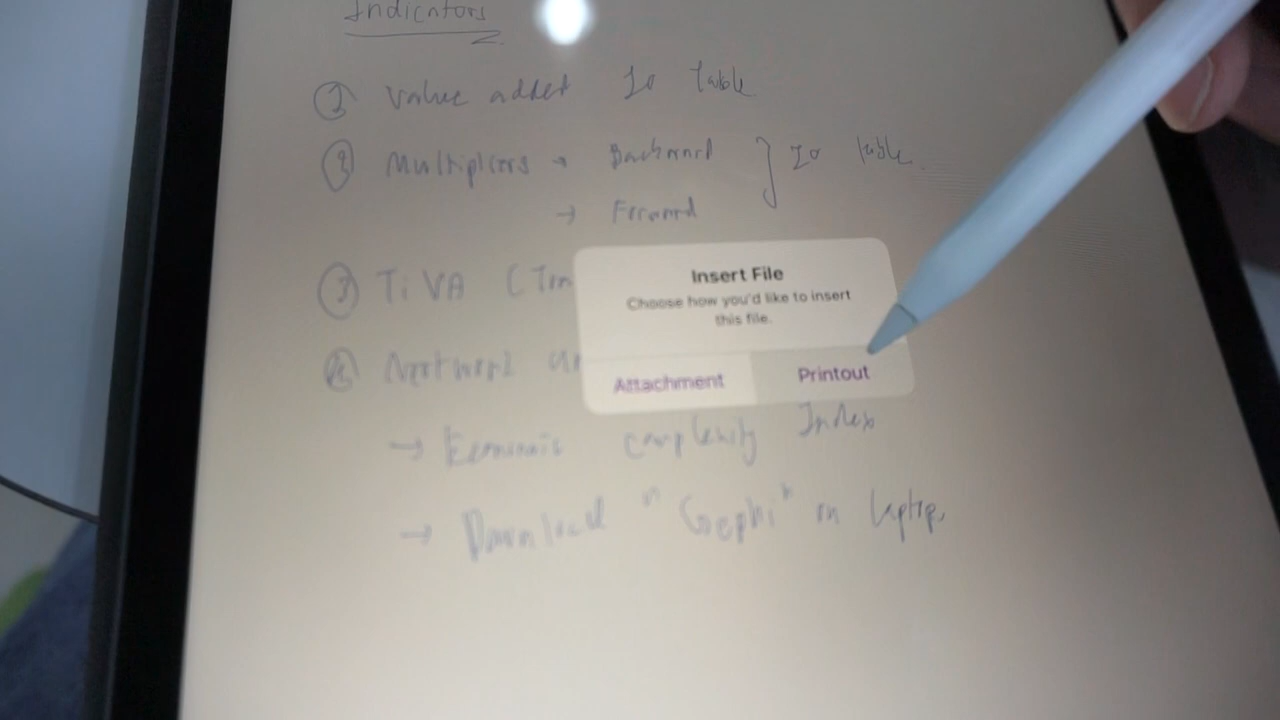 Indicators
① Value added IO table
② Multipliers → Backward } IO table
→ Forward
③ TiVA (
④ Network
→ Economic complexity Index
→ Download "Gephi" on laptop
Insert File
Choose how you'd like to insert
this file.
Attachment Printout